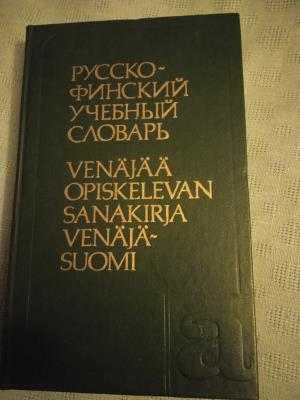 РУССКО-
ФИНСКИЙ
УЧЕБНЫЙ
СЛОВАРЬ
VENÄJÄÄ
OPISKELEVAN
SANAKIRJA
VENÄJÄ-
SUOMI
a